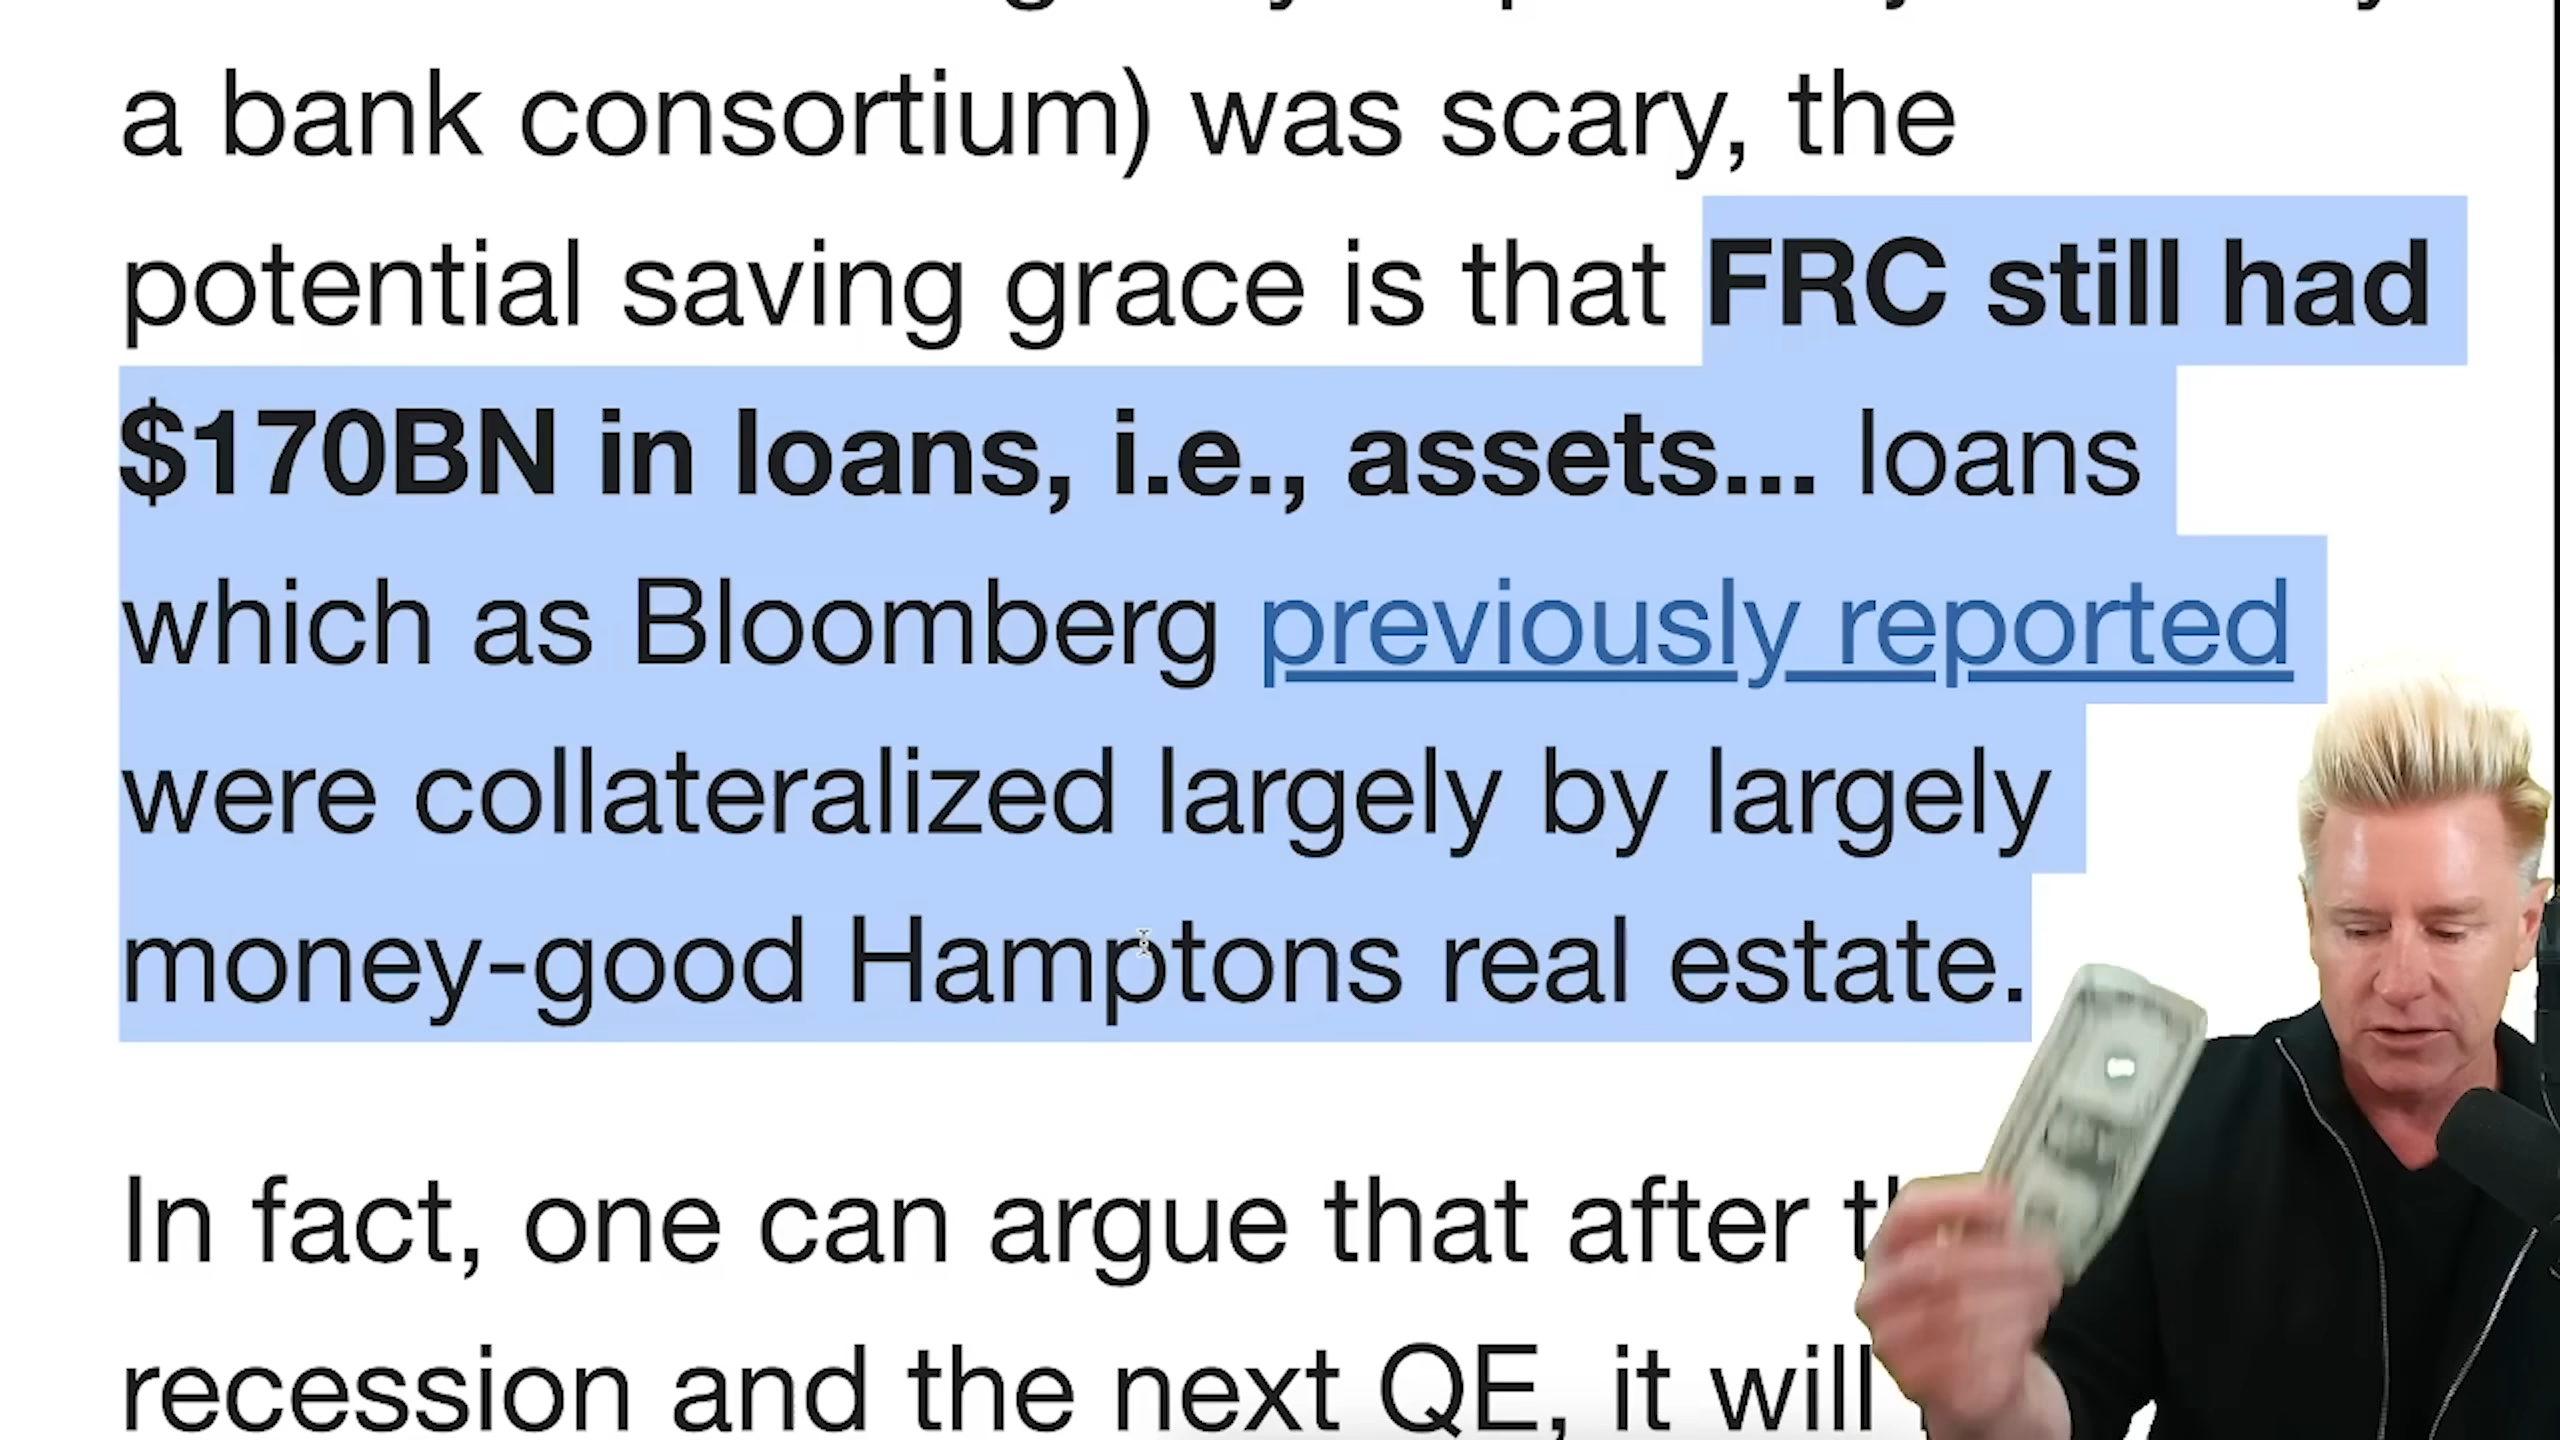 a bank consortium) was scary, the
potential saving grace is that FRC still had
$170BN in loans, i.e., assets... loans
which as Bloomberg previously reported
were collateralized largely by largely
money-good Hamptons real estate.
In fact, one can argue that after
recession and the next QE, it will